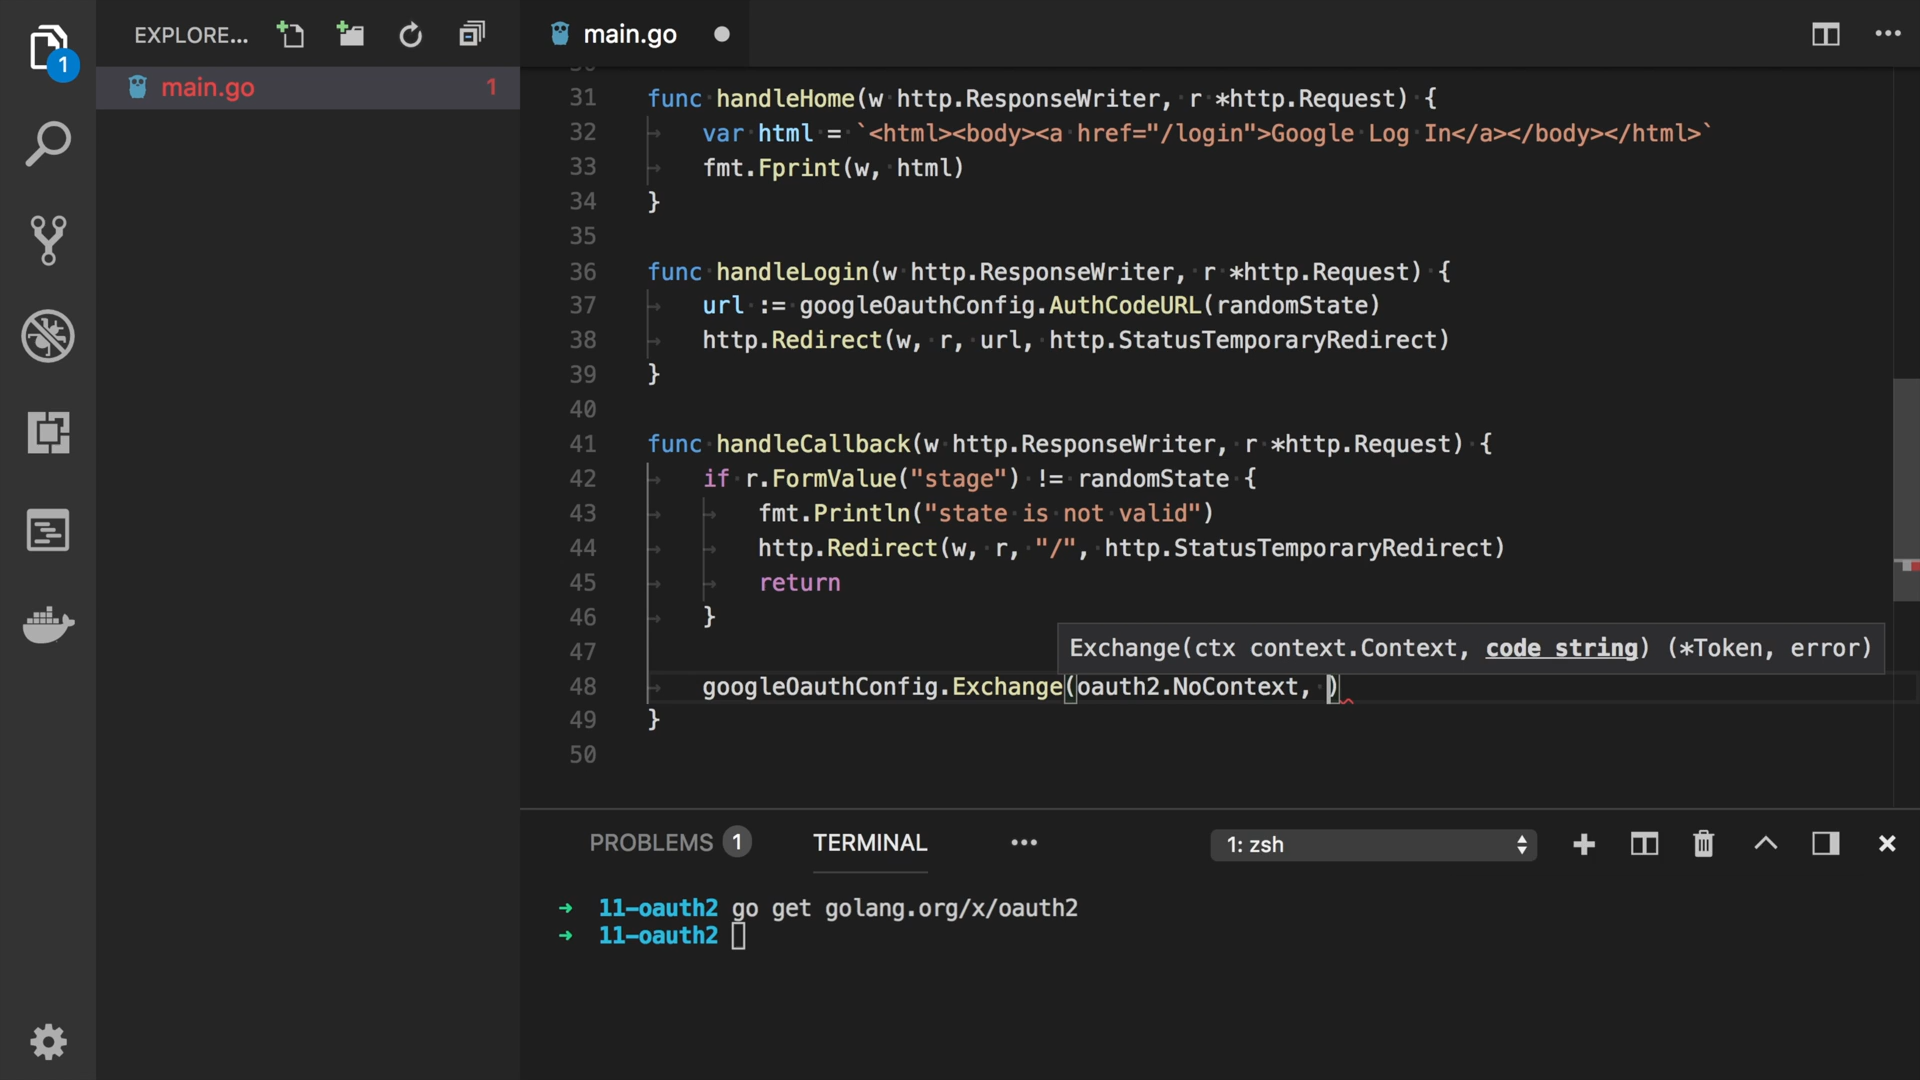 EXPLORE...
main.go
1
main.go 1
30
31 func handleHome(w http.ResponseWriter, r *http.Request) {
32 var html = `<html><body><a href="/login">Google Log In</a></body></html>`
33 fmt.Fprint(w, html)
34 }
35
36 func handleLogin(w http.ResponseWriter, r *http.Request) {
37 url := googleOauthConfig.AuthCodeURL(randomState)
38 http.Redirect(w, r, url, http.StatusTemporaryRedirect)
39 }
40
41 func handleCallback(w http.ResponseWriter, r *http.Request) {
42 if r.FormValue("stage") != randomState {
43 fmt.Println("state is not valid")
44 http.Redirect(w, r, "/", http.StatusTemporaryRedirect)
45 return
46 }
47
Exchange(ctx context.Context, code string) (*Token, error)
48 googleOauthConfig.Exchange(oauth2.NoContext, )
49 }
50
PROBLEMS 1 TERMINAL ••• 1: zsh
➜ 11-oauth2 go get golang.org/x/oauth2
➜ 11-oauth2